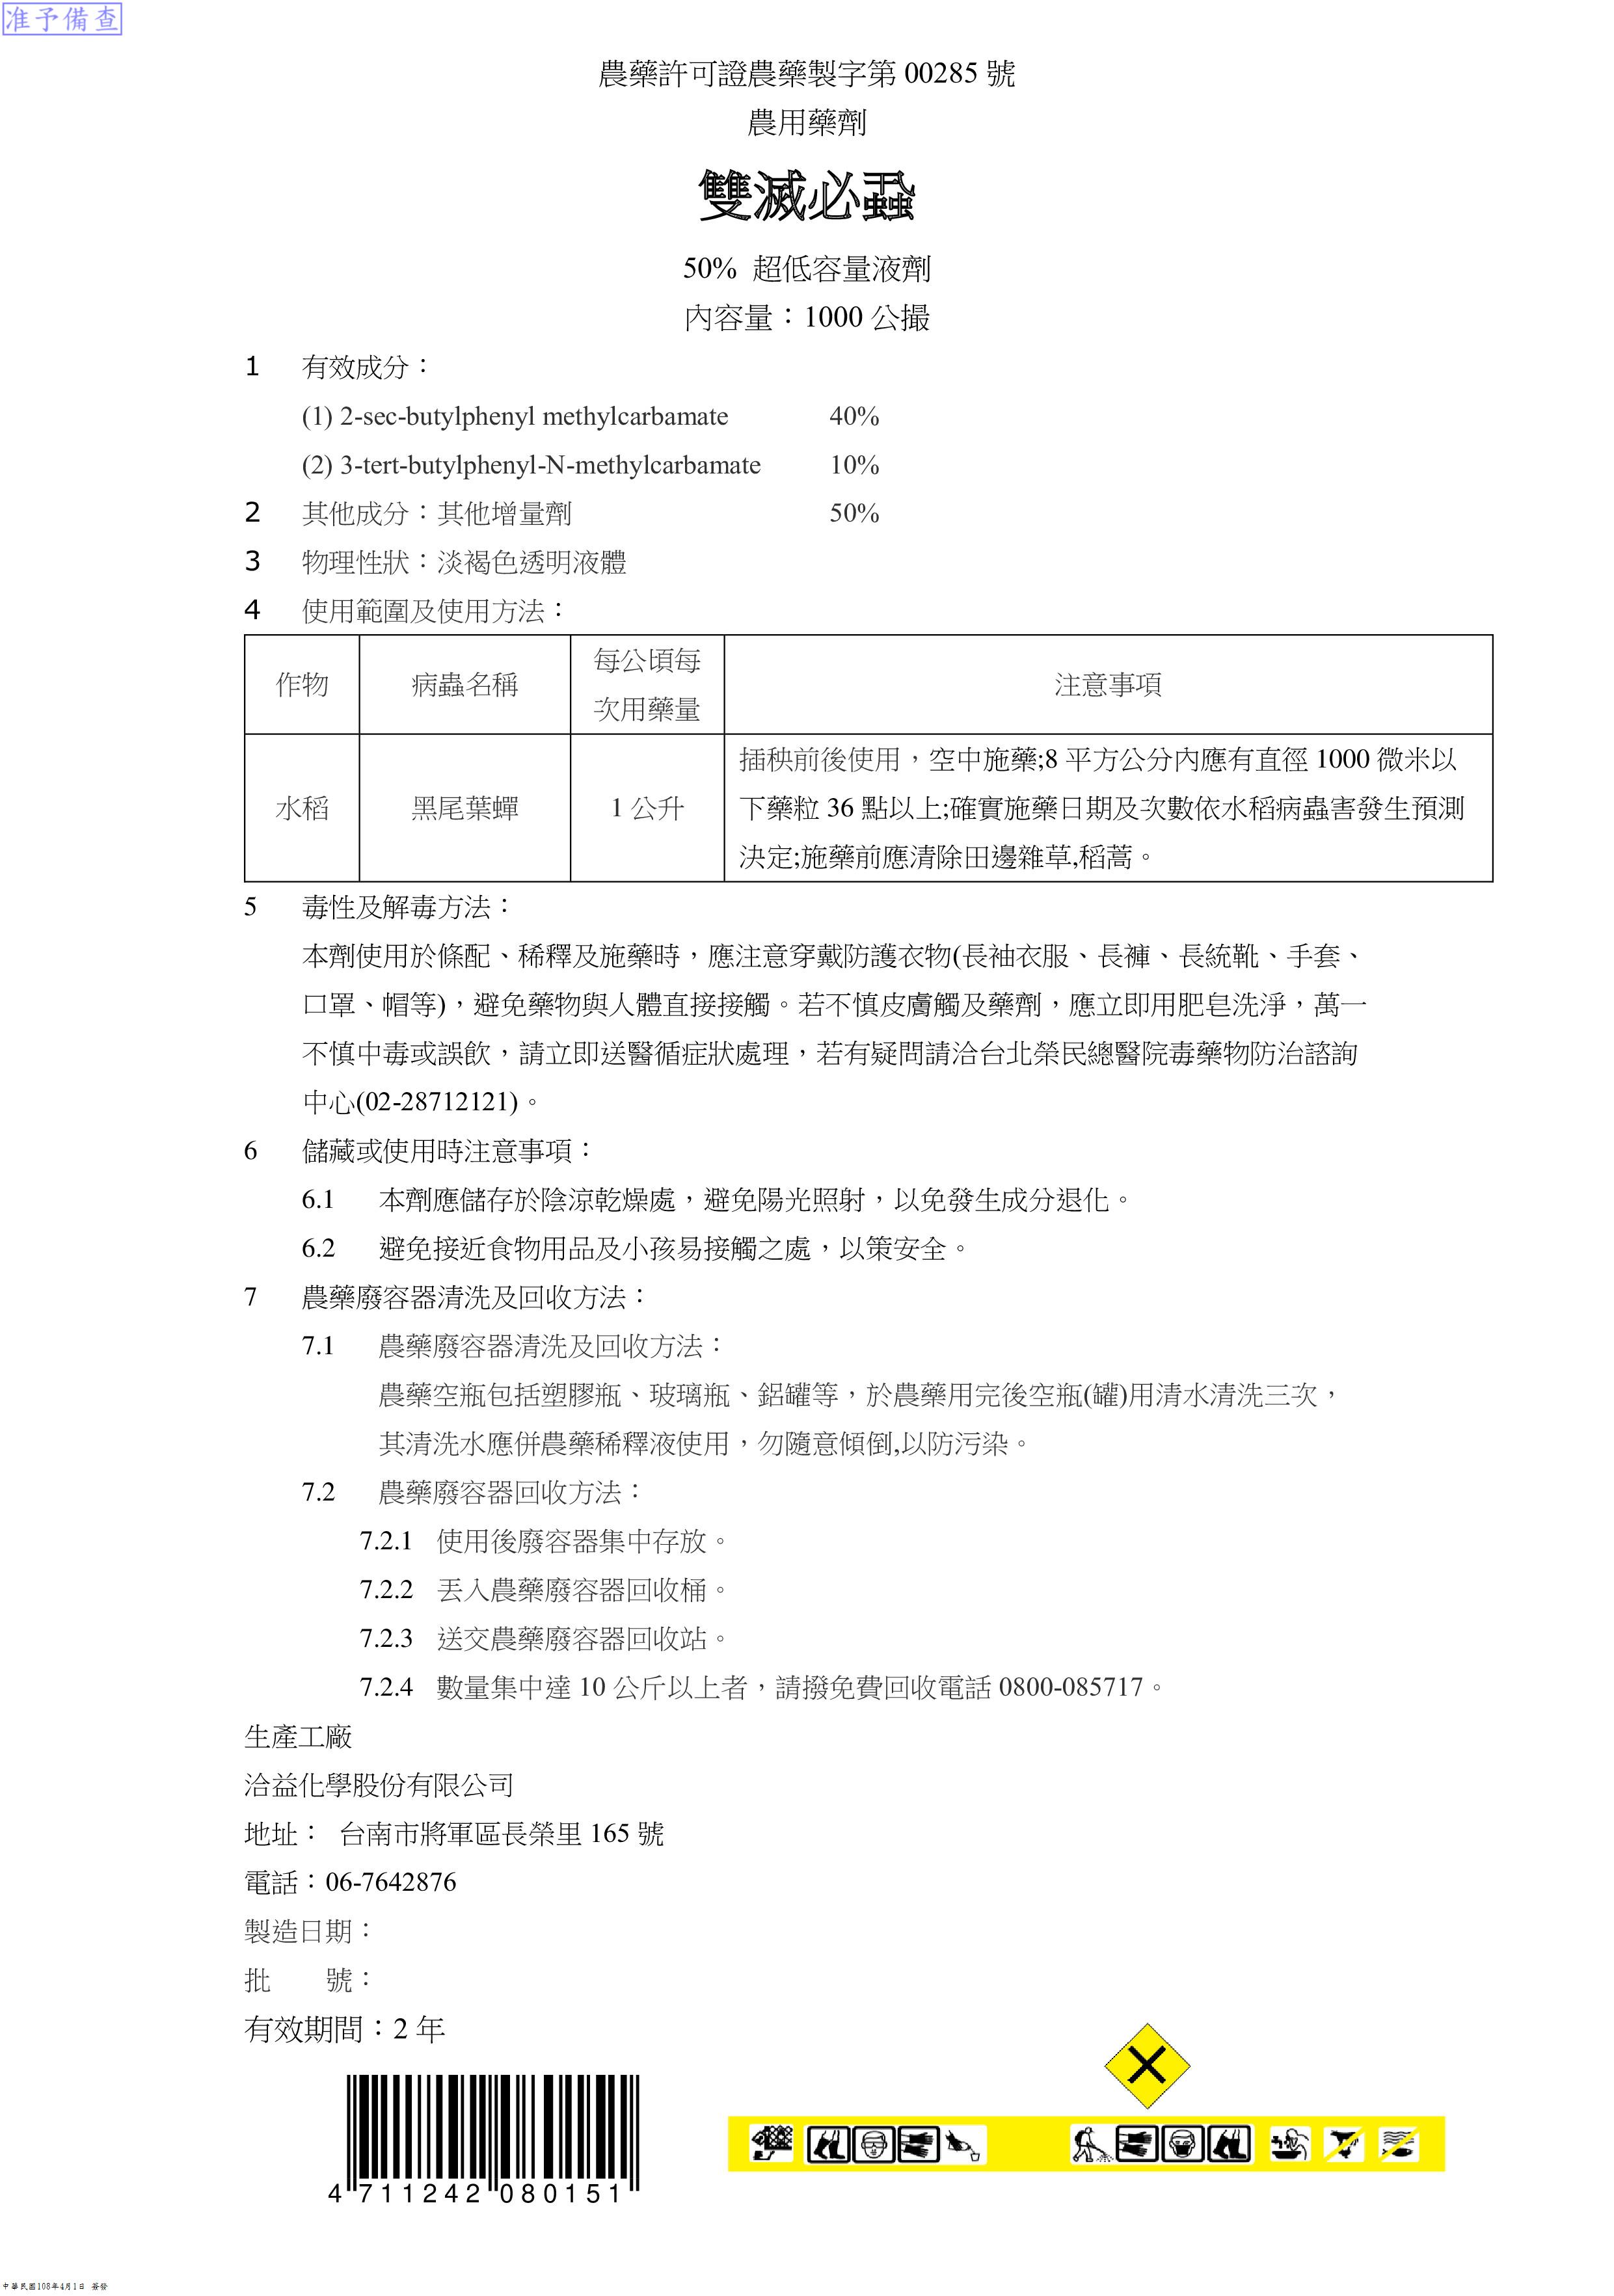 准予備查
農藥許可證農藥製字第 00285 號
農用藥劑
雙滅必蝨
50% 超低容量液劑
內容量：1000 公撮
1 有效成分：
(1) 2-sec-butylphenyl methylcarbamate 40%
(2) 3-tert-butylphenyl-N-methylcarbamate 10%
2 其他成分：其他增量劑 50%
3 物理性狀：淡褐色透明液體
4 使用範圍及使用方法：
作物 病蟲名稱 每公頃每
次用藥量 注意事項
水稻 黑尾葉蟬 1 公升 插秧前後使用，空中施藥;8 平方公分內應有直徑 1000 微米以
下藥粒 36 點以上;確實施藥日期及次數依水稻病蟲害發生預測
決定;施藥前應清除田邊雜草,稻蒿。
5 毒性及解毒方法：
本劑使用於條配、稀釋及施藥時，應注意穿戴防護衣物(長袖衣服、長褲、長統靴、手套、
口罩、帽等)，避免藥物與人體直接接觸。若不慎皮膚觸及藥劑，應立即用肥皂洗淨，萬一
不慎中毒或誤飲，請立即送醫循症狀處理，若有疑問請洽台北榮民總醫院毒藥物防治諮詢
中心(02-28712121)。
6 儲藏或使用時注意事項：
6.1 本劑應儲存於陰涼乾燥處，避免陽光照射，以免發生成分退化。
6.2 避免接近食物用品及小孩易接觸之處，以策安全。
7 農藥廢容器清洗及回收方法：
7.1 農藥廢容器清洗及回收方法：
農藥空瓶包括塑膠瓶、玻璃瓶、鋁罐等，於農藥用完後空瓶(罐)用清水清洗三次，
其清洗水應併農藥稀釋液使用，勿隨意傾倒,以防污染。
7.2 農藥廢容器回收方法：
7.2.1 使用後廢容器集中存放。
7.2.2 丟入農藥廢容器回收桶。
7.2.3 送交農藥廢容器回收站。
7.2.4 數量集中達 10 公斤以上者，請撥免費回收電話 0800-085717。
生產工廠
洽益化學股份有限公司
地址： 台南市將軍區長榮里 165 號
電話：06-7642876
製造日期：
批　　號：
有效期間：2 年
4 711242 080151
中華民國108年4月1日 簽發